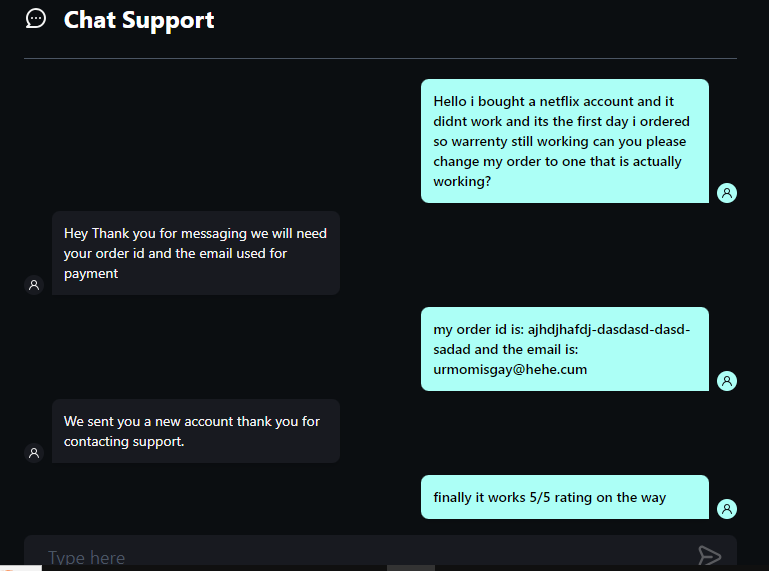 Chat Support
Hello i bought a netflix account and it
didnt work and its the first day i ordered
so warrenty still working can you please
change my order to one that is actually
working?
Hey Thank you for messaging we will need
your order id and the email used for
payment
my order id is: ajhdjhafdj-dasdasd-dasd-
sadad and the email is:
urmomisgay@hehe.cum
We sent you a new account thank you for
contacting support.
finally it works 5/5 rating on the way
Type here